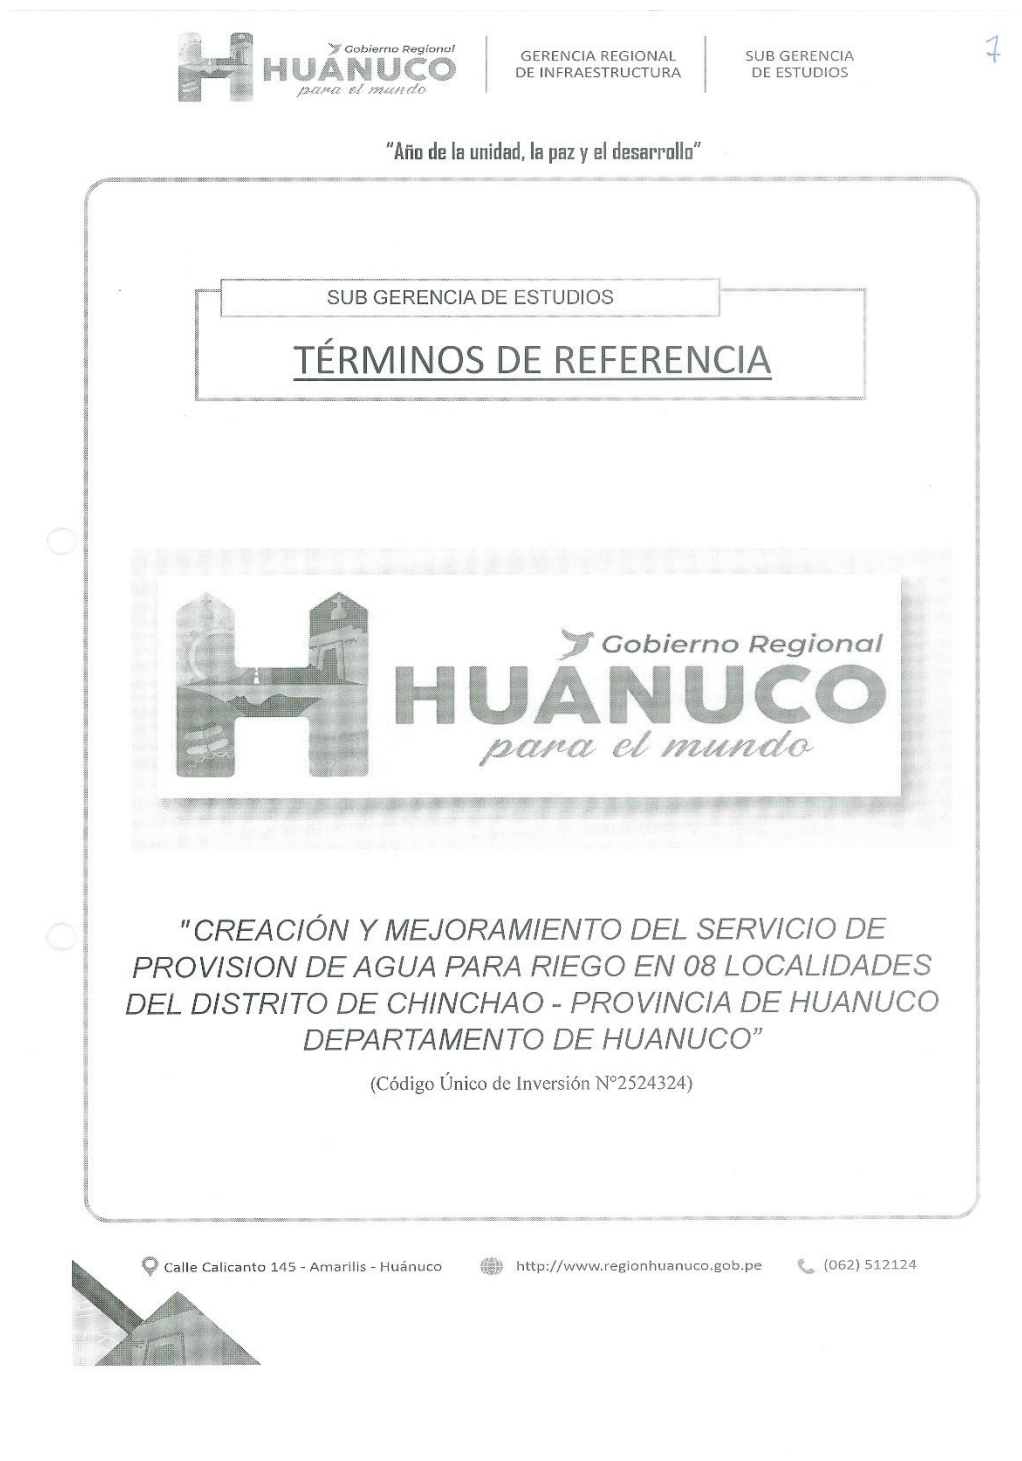 Gobierno Regional
HUÁNUCO
para el mundo
GERENCIA REGIONAL
DE INFRAESTRUCTURA
SUB GERENCIA
DE ESTUDIOS
7
"Año de la unidad, la paz y el desarrollo"
SUB GERENCIA DE ESTUDIOS
TÉRMINOS DE REFERENCIA
Gobierno Regional
HUÁNUCO
para el mundo
"CREACIÓN Y MEJORAMIENTO DEL SERVICIO DE
PROVISION DE AGUA PARA RIEGO EN 08 LOCALIDADES
DEL DISTRITO DE CHINCHAO - PROVINCIA DE HUANUCO
DEPARTAMENTO DE HUANUCO”
(Código Único de Inversión N°2524324)
Calle Calicanto 145 - Amarilis - Huánuco
http://www.regionhuanuco.gob.pe
(062) 512124